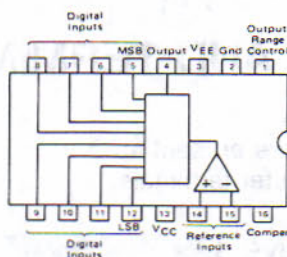 Digital
Inputs
Output
Range
Control
MSB Output VEE Gnd
8 7 6 5 4 3 2 1
+ −
9 10 11 12 13 14 15 16
LSB VCC Reference
Inputs
Compen
Digital
Inputs